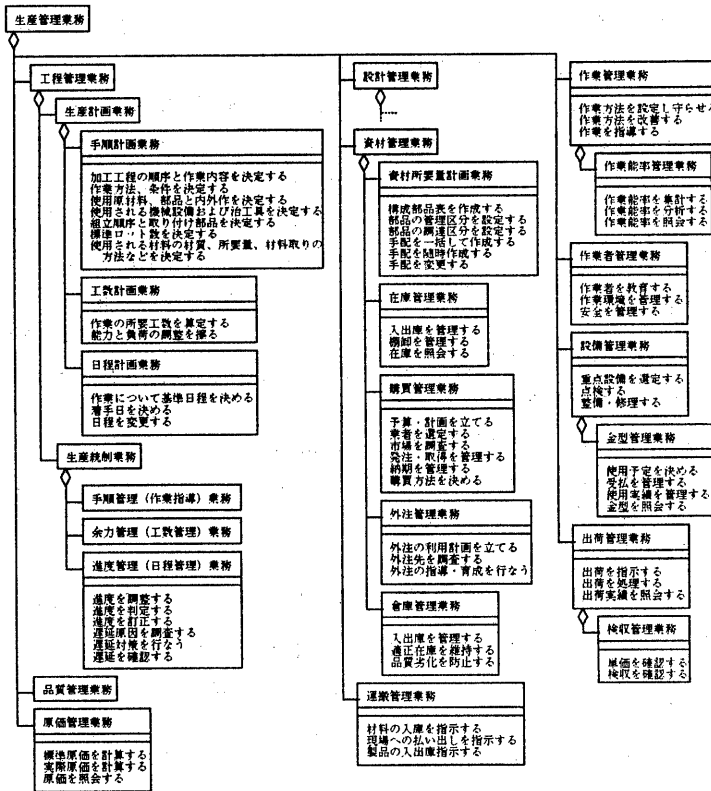 生産管理業務
工程管理業務
生産計画業務
手順計画業務
加工工程の順序と作業内容を決定する
作業方法、条件を決定する
使用原材料、部品と内外作を決定する
使用される機械設備および治工具を決定する
組立順序と取り付け部品を決定する
標準ロット数を決定する
使用される材料の材質、所要量、材料取りの
方法などを決定する
工数計画業務
作業の所要工数を算定する
能力と負荷の調整を擦る
日程計画業務
作業について基準日程を決める
着手日を決める
日程を変更する
生産統制業務
手順管理(作業指導)業務
余力管理(工数管理)業務
進度管理(日程管理)業務
進度を調整する
進度を判定する
進度を訂正する
遅延原因を調査する
遅延対策を行なう
遅延を確認する
品質管理業務
原価管理業務
標準原価を計算する
実際原価を計算する
原価を照会する
設計管理業務
資材管理業務
資材所要量計画業務
構成部品表を作成する
部品の管理区分を設定する
部品の調達区分を設定する
手配を一括して作成する
手配を随時作成する
手配を変更する
在庫管理業務
入出庫を管理する
棚卸を管理する
在庫を照会する
購買管理業務
予算・計画を立てる
業者を選定する
市場を調査する
発注・取得を管理する
納期を管理する
購買方法を決める
外注管理業務
外注の利用計画を立てる
外注先を調査する
外注の指導・育成を行なう
倉庫管理業務
入出庫を管理する
適正在庫を維持する
品質劣化を防止する
運搬管理業務
材料の入庫を指示する
現場への払い出しを指示する
製品の入出庫指示する
作業管理業務
作業方法を設定し守らせる
作業方法を改善する
作業を指導する
作業能率管理業務
作業能率を集計する
作業能率を分析する
作業能率を照会する
作業者管理業務
作業者を教育する
作業環境を管理する
安全を管理する
設備管理業務
重点設備を選定する
点検する
整備・修理する
金型管理業務
使用予定を決める
受払を管理する
使用実績を管理する
金型を照会する
出荷管理業務
出荷を指示する
出荷を処理する
出荷実績を照会する
検収管理業務
単価を確認する
検収を確認する